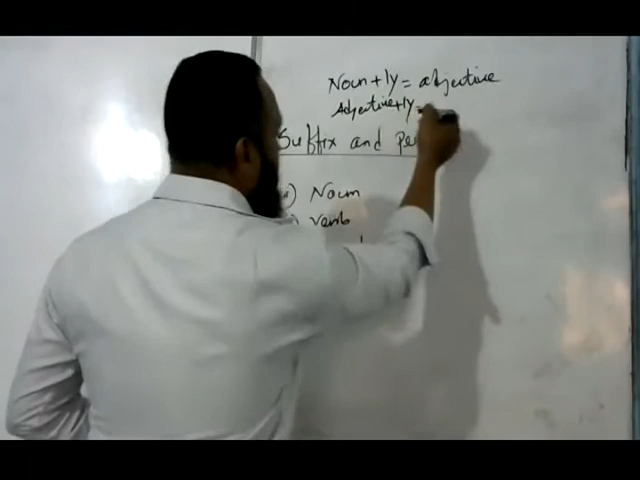 Noun + ly = adjective
Adjective + ly =
Suffix and
Noun
Verb